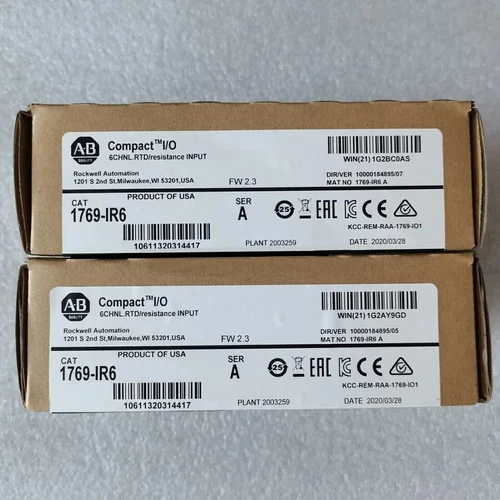 A-B
QUALITY
Compact™I/O
6CHNL.RTD/resistance INPUT
WIN(21) 1G2BC0AS
Rockwell Automation
1201 S 2nd St,Milwaukee,WI 53201,USA
FW 2.3
DIR/VER 10000184895/07
MAT NO 1769-IR6 A
PRODUCT OF USA
CAT
1769-IR6
SER
A
25
KCC-REM-RAA-1769-IO1
10611320314417
PLANT 2003259
DATE 2020/03/28
A-B
QUALITY
Compact™I/O
6CHNL.RTD/resistance INPUT
WIN(21) 1G2AY9GD
Rockwell Automation
1201 S 2nd St,Milwaukee,WI 53201,USA
FW 2.3
DIR/VER 10000184895/05
MAT NO 1769-IR6 A
PRODUCT OF USA
CAT
1769-IR6
SER
A
25
KCC-REM-RAA-1769-IO1
10611320314417
PLANT 2003259
DATE 2020/03/28